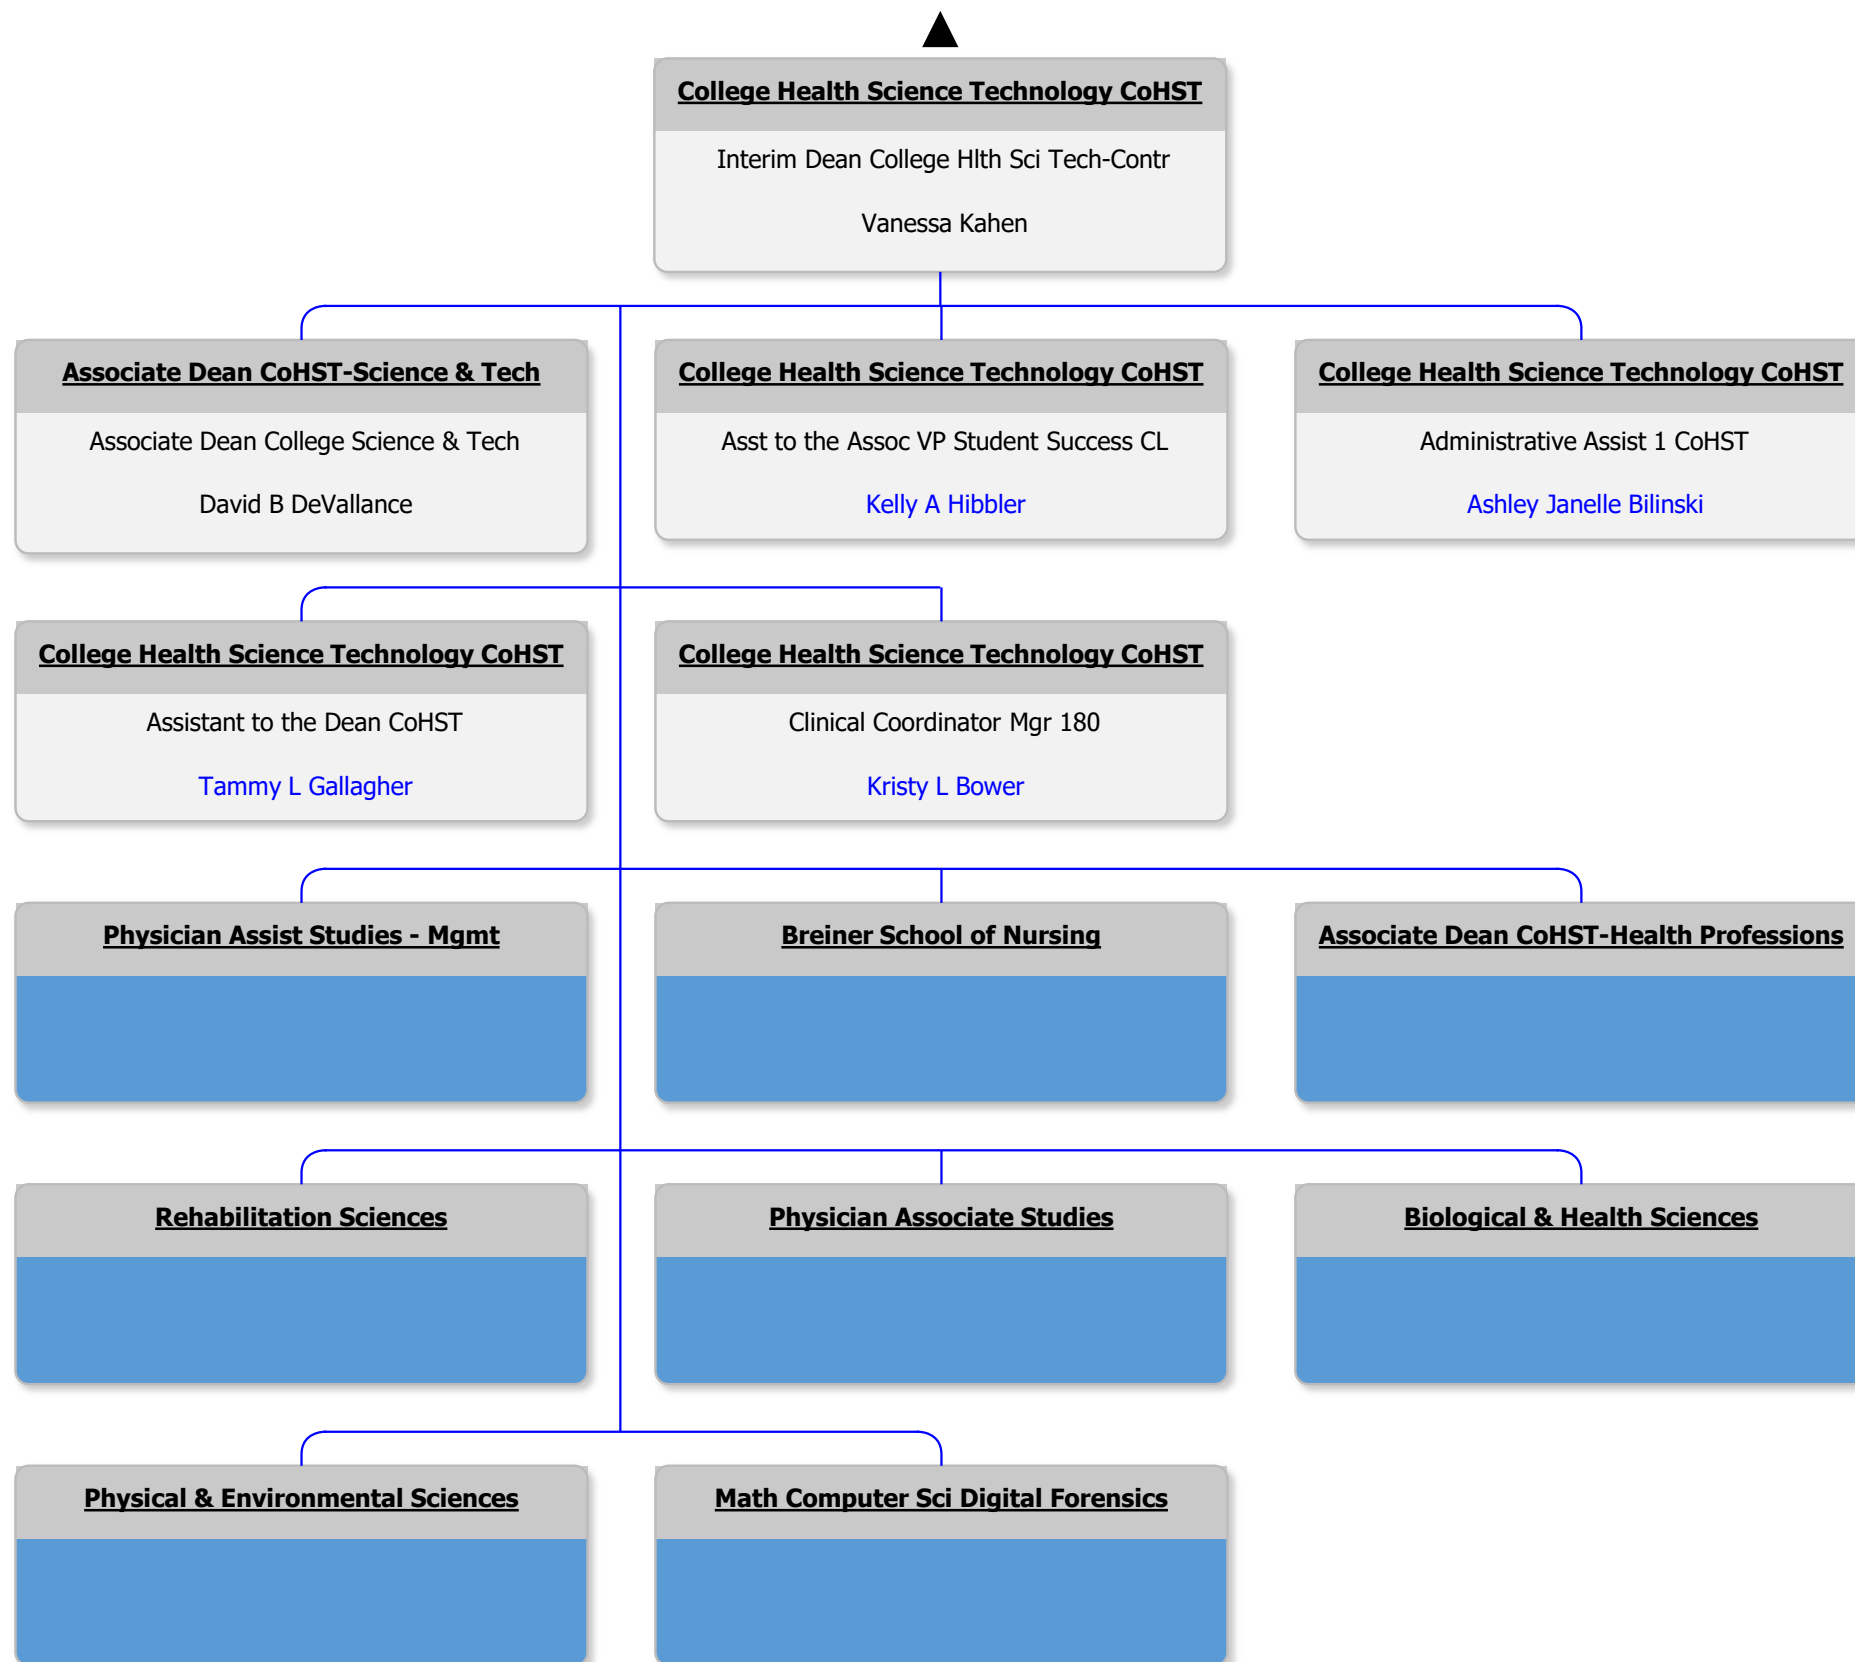 College Health Science Technology CoHST
Interim Dean College Hlth Sci Tech-Contr
Vanessa Kahen
Associate Dean CoHST-Science & Tech
Associate Dean College Science & Tech
David B DeVallance
College Health Science Technology CoHST
Asst to the Assoc VP Student Success CL
Kelly A Hibbler
College Health Science Technology CoHST
Administrative Assist 1 CoHST
Ashley Janelle Bilinski
College Health Science Technology CoHST
Assistant to the Dean CoHST
Tammy L Gallagher
College Health Science Technology CoHST
Clinical Coordinator Mgr 180
Kristy L Bower
Physician Assist Studies - Mgmt
Breiner School of Nursing
Associate Dean CoHST-Health Professions
Rehabilitation Sciences
Physician Associate Studies
Biological & Health Sciences
Physical & Environmental Sciences
Math Computer Sci Digital Forensics